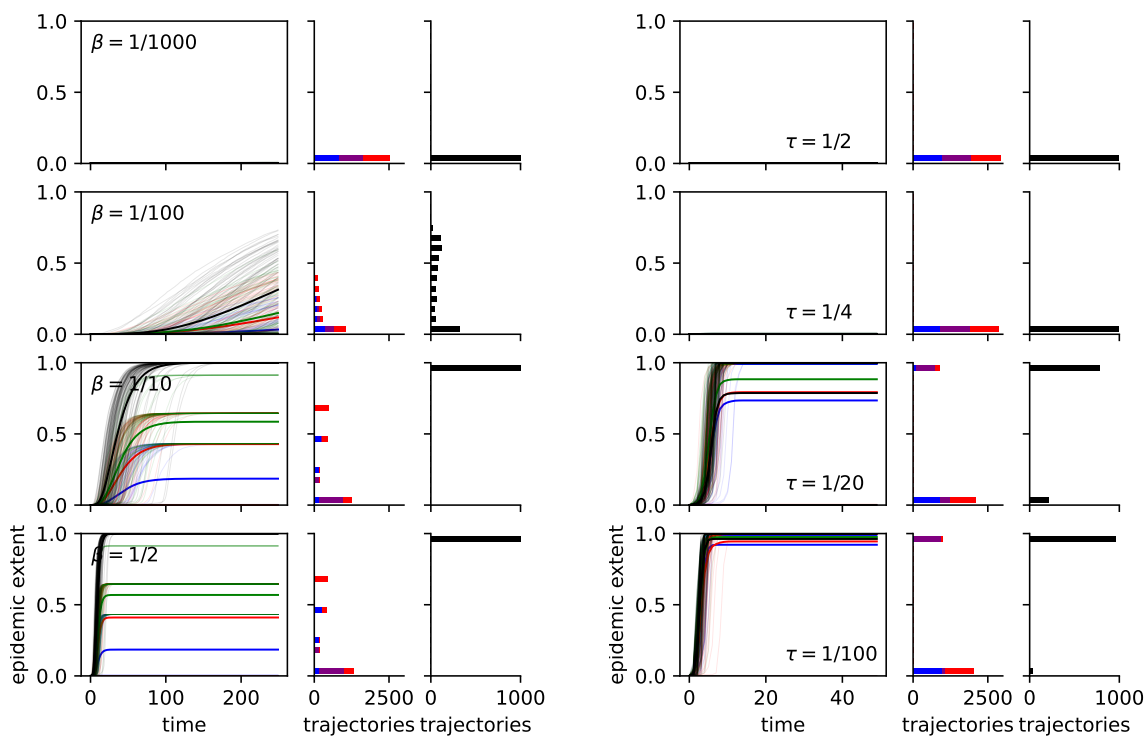 1.0
β = 1/1000
0.5
0.0
1.0
τ = 1/2
0.5
0.0
1.0
β = 1/100
0.5
0.0
1.0
τ = 1/4
0.5
0.0
1.0
β = 1/10
0.5
0.0
1.0
τ = 1/20
0.5
0.0
epidemic extent
1.0
β = 1/2
0.5
0.0
0 100 200
time
0 2500
trajectories
0 1000
trajectories
epidemic extent
1.0
τ = 1/100
0.5
0.0
0 20 40
time
0 2500
trajectories
0 1000
trajectories